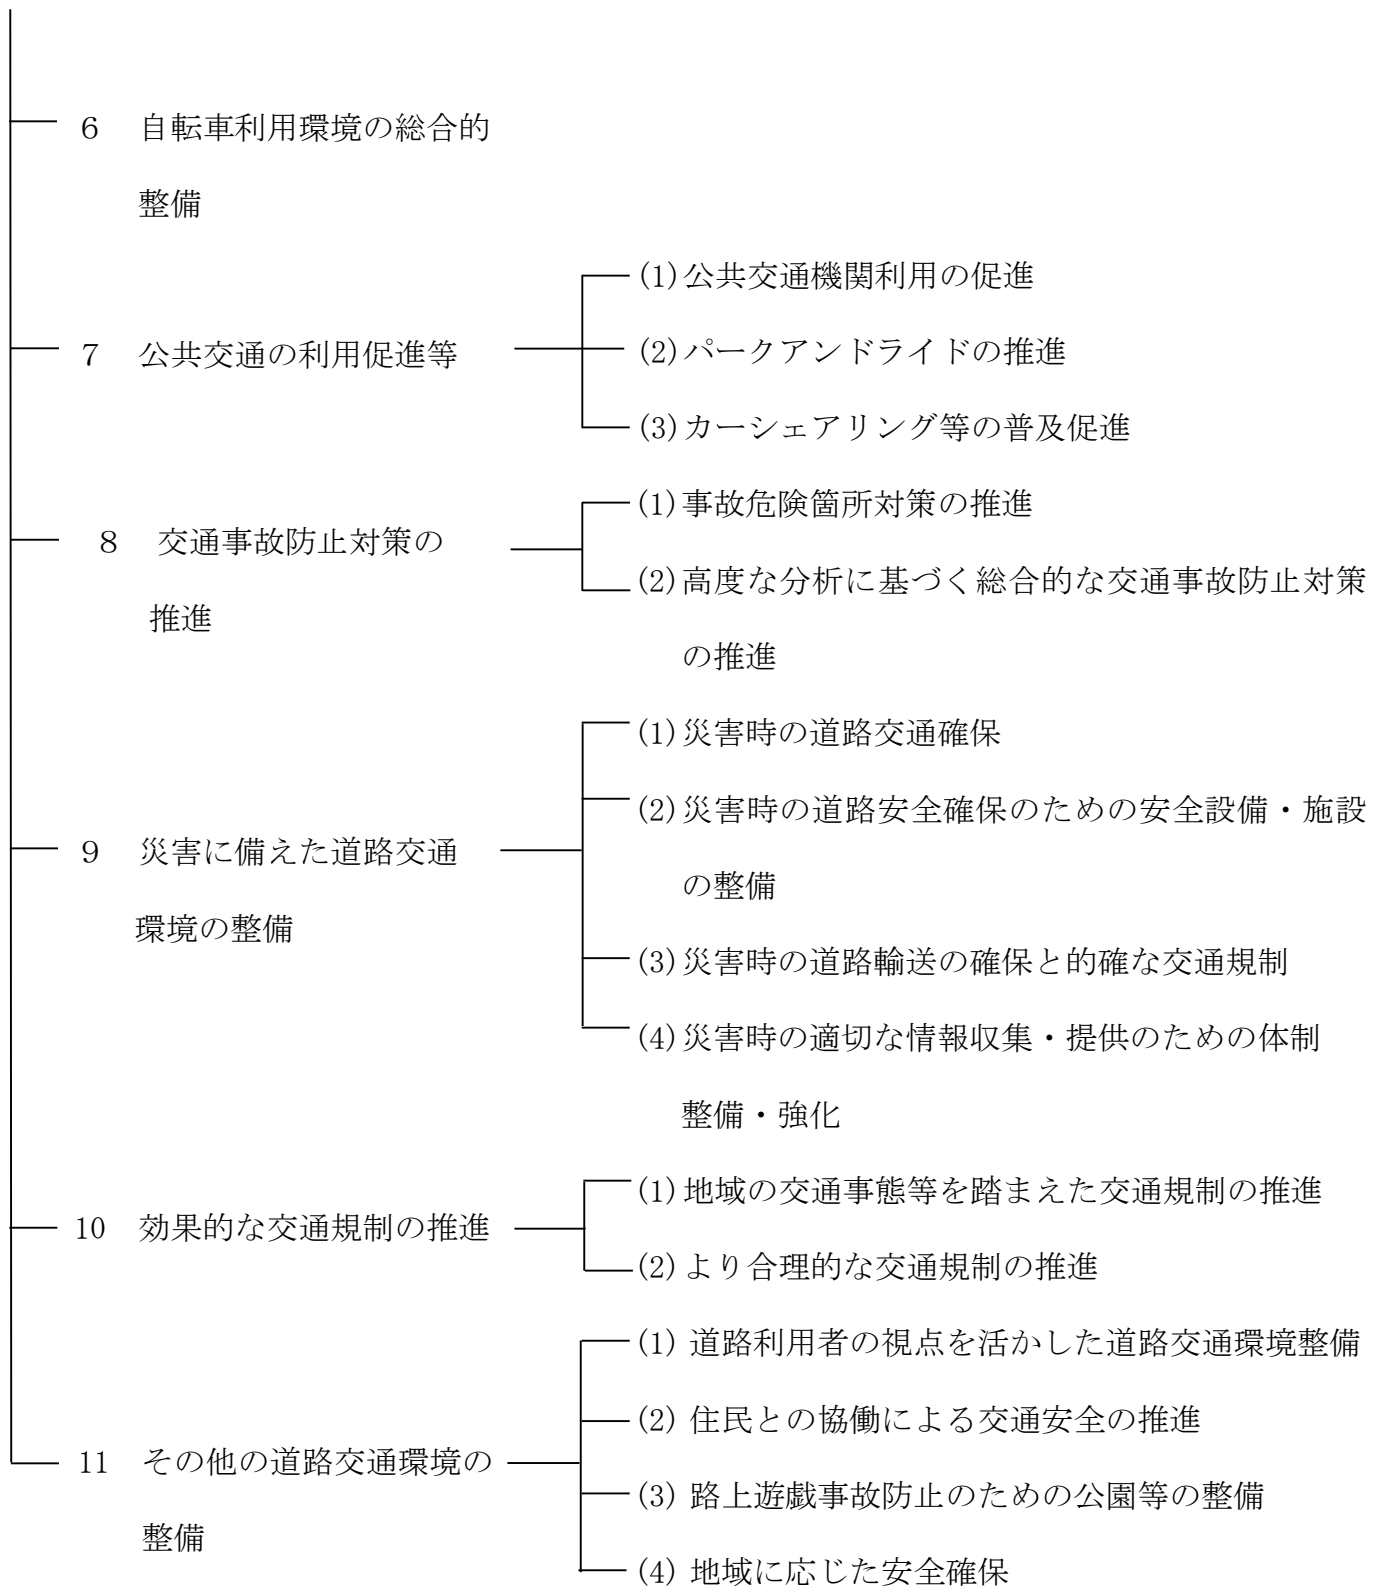 6 自転車利用環境の総合的
整備
7 公共交通の利用促進等
(1)公共交通機関利用の促進
(2)パークアンドライドの推進
(3)カーシェアリング等の普及促進
8 交通事故防止対策の
推進
(1)事故危険箇所対策の推進
(2)高度な分析に基づく総合的な交通事故防止対策
の推進
9 災害に備えた道路交通
環境の整備
(1)災害時の道路交通確保
(2)災害時の道路安全確保のための安全設備・施設
の整備
(3)災害時の道路輸送の確保と的確な交通規制
(4)災害時の適切な情報収集・提供のための体制
整備・強化
10 効果的な交通規制の推進
(1)地域の交通事態等を踏まえた交通規制の推進
(2)より合理的な交通規制の推進
11 その他の道路交通環境の
整備
(1) 道路利用者の視点を活かした道路交通環境整備
(2) 住民との協働による交通安全の推進
(3) 路上遊戯事故防止のための公園等の整備
(4) 地域に応じた安全確保